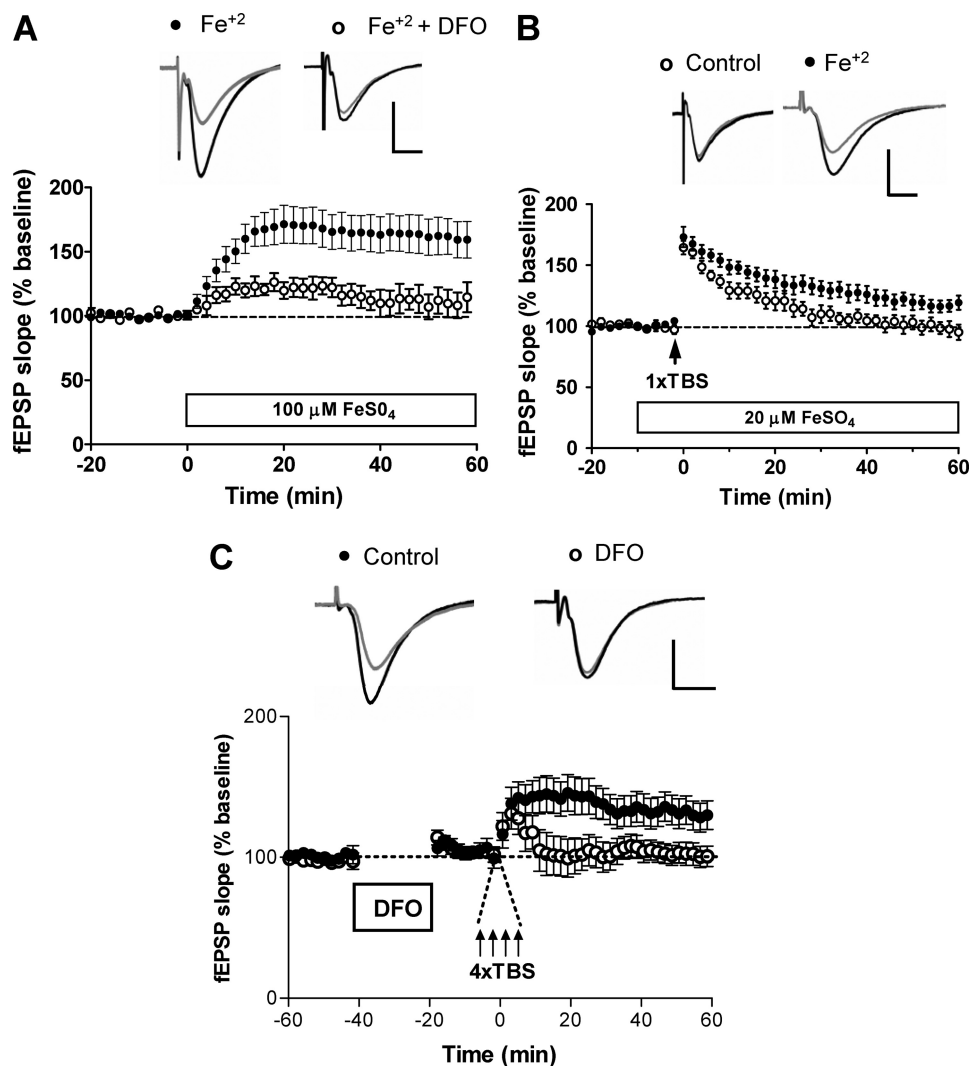 A
● Fe+2   o Fe+2 + DFO
fEPSP slope (% baseline)
200
150
100
50
0
100 μM FeS04
-20 0 20 40 60
Time (min)
B
o Control ● Fe+2
fEPSP slope (% baseline)
200
150
100
50
0
1xTBS
20 μM FeSO4
-20 0 10 20 30 40 50 60
Time (min)
C
● Control o DFO
fEPSP slope (% baseline)
200
100
0
DFO
4xTBS
-60 -40 -20 0 20 40 60
Time (min)